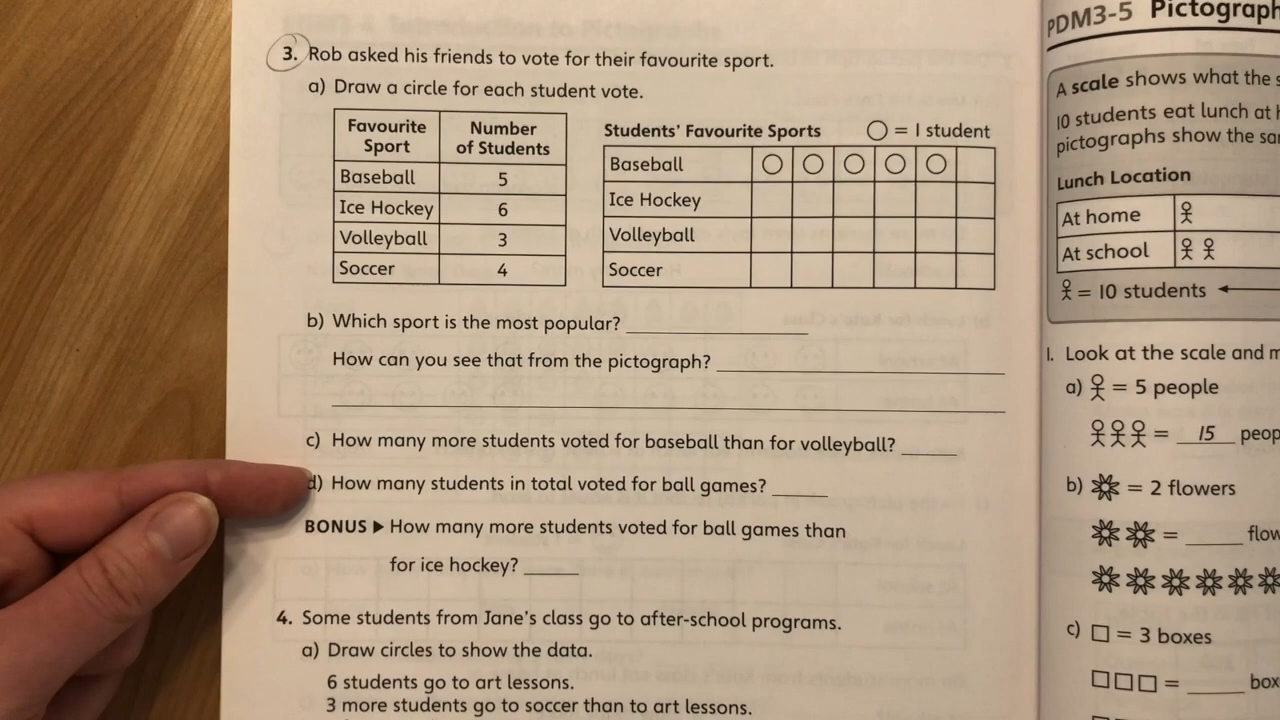 3. Rob asked his friends to vote for their favourite sport.
a) Draw a circle for each student vote.
Favourite Sport Number of Students
Baseball 5
Ice Hockey 6
Volleyball 3
Soccer 4
Students' Favourite Sports ○ = 1 student
Baseball ○ ○ ○ ○ ○
Ice Hockey
Volleyball
Soccer
b) Which sport is the most popular?
How can you see that from the pictograph?
c) How many more students voted for baseball than for volleyball?
d) How many students in total voted for ball games?
BONUS ▶ How many more students voted for ball games than
for ice hockey?
4. Some students from Jane's class go to after-school programs.
a) Draw circles to show the data.
6 students go to art lessons.
3 more students go to soccer than to art lessons.
PDM3-5 Pictograph
A scale shows what the
10 students eat lunch at
pictographs show the
Lunch Location
At home
At school
= 10 students
1. Look at the scale and
a) = 5 people
= 15
b) = 2 flowers
=
c) □ = 3 boxes
□□□ =